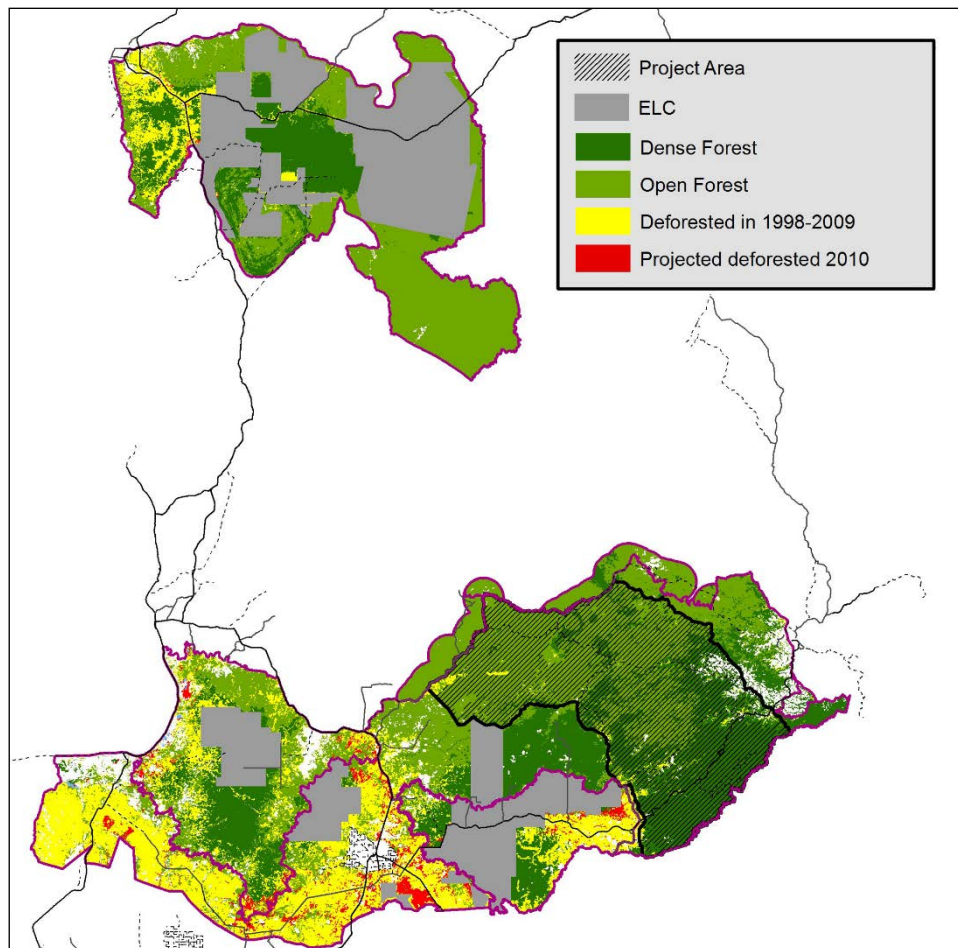 Project Area
ELC
Dense Forest
Open Forest
Deforested in 1998-2009
Projected deforested 2010